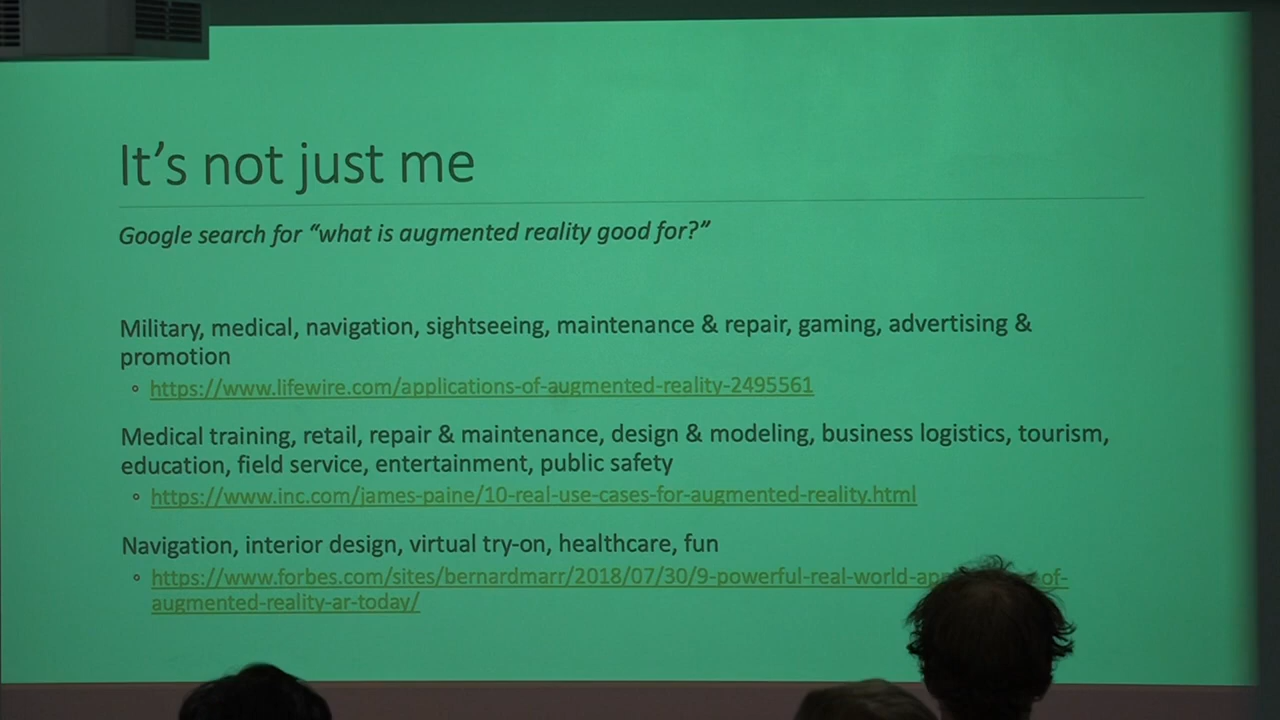 It's not just me
Google search for “what is augmented reality good for?”
Military, medical, navigation, sightseeing, maintenance & repair, gaming, advertising &
promotion
https://www.lifewire.com/applications-of-augmented-reality-2495561
Medical training, retail, repair & maintenance, design & modeling, business logistics, tourism,
education, field service, entertainment, public safety
https://www.inc.com/james-paine/10-real-use-cases-for-augmented-reality.html
Navigation, interior design, virtual try-on, healthcare, fun
https://www.forbes.com/sites/bernardmarr/2018/07/30/9-powerful-real-world- of-
augmented-reality-ar-today/